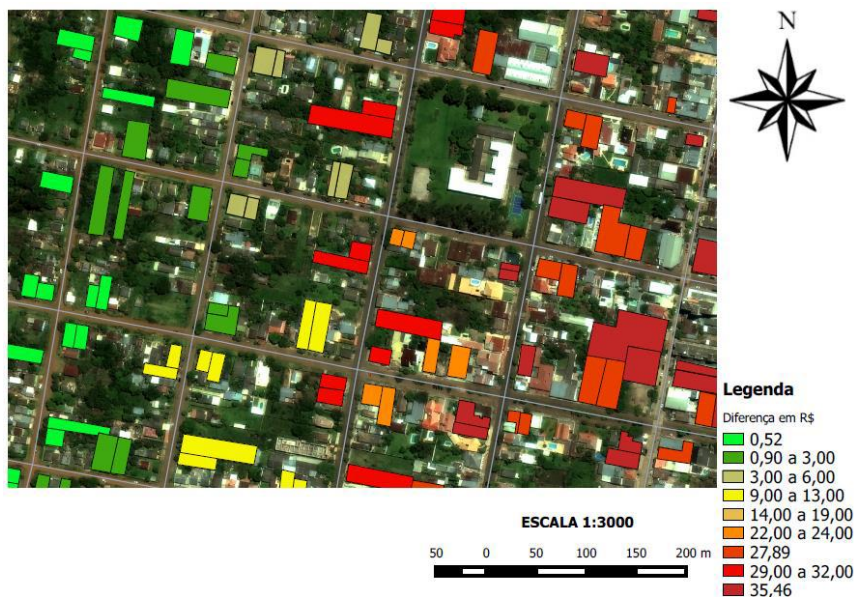 N
Legenda
Diferença em R$
0,52
0,90 a 3,00
3,00 a 6,00
9,00 a 13,00
14,00 a 19,00
22,00 a 24,00
27,89
29,00 a 32,00
35,46
ESCALA 1:3000
50 0 50 100 150 200 m